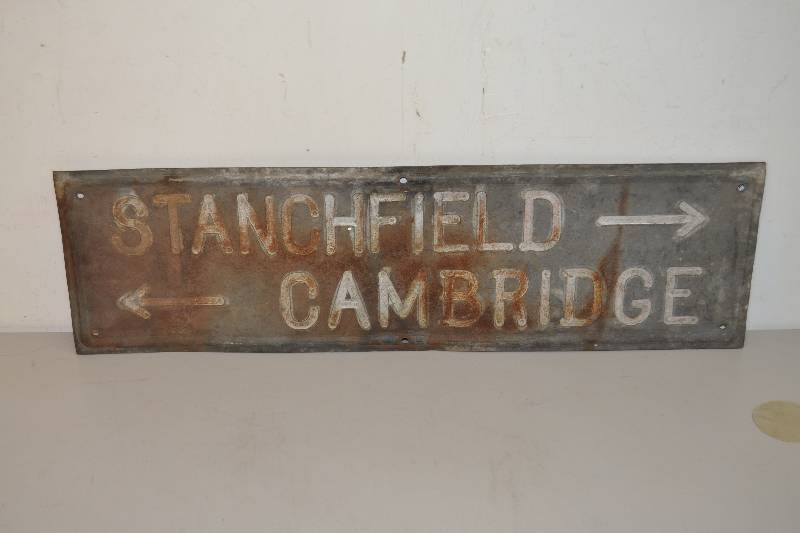 STANCHFIELD →
← CAMBRIDGE